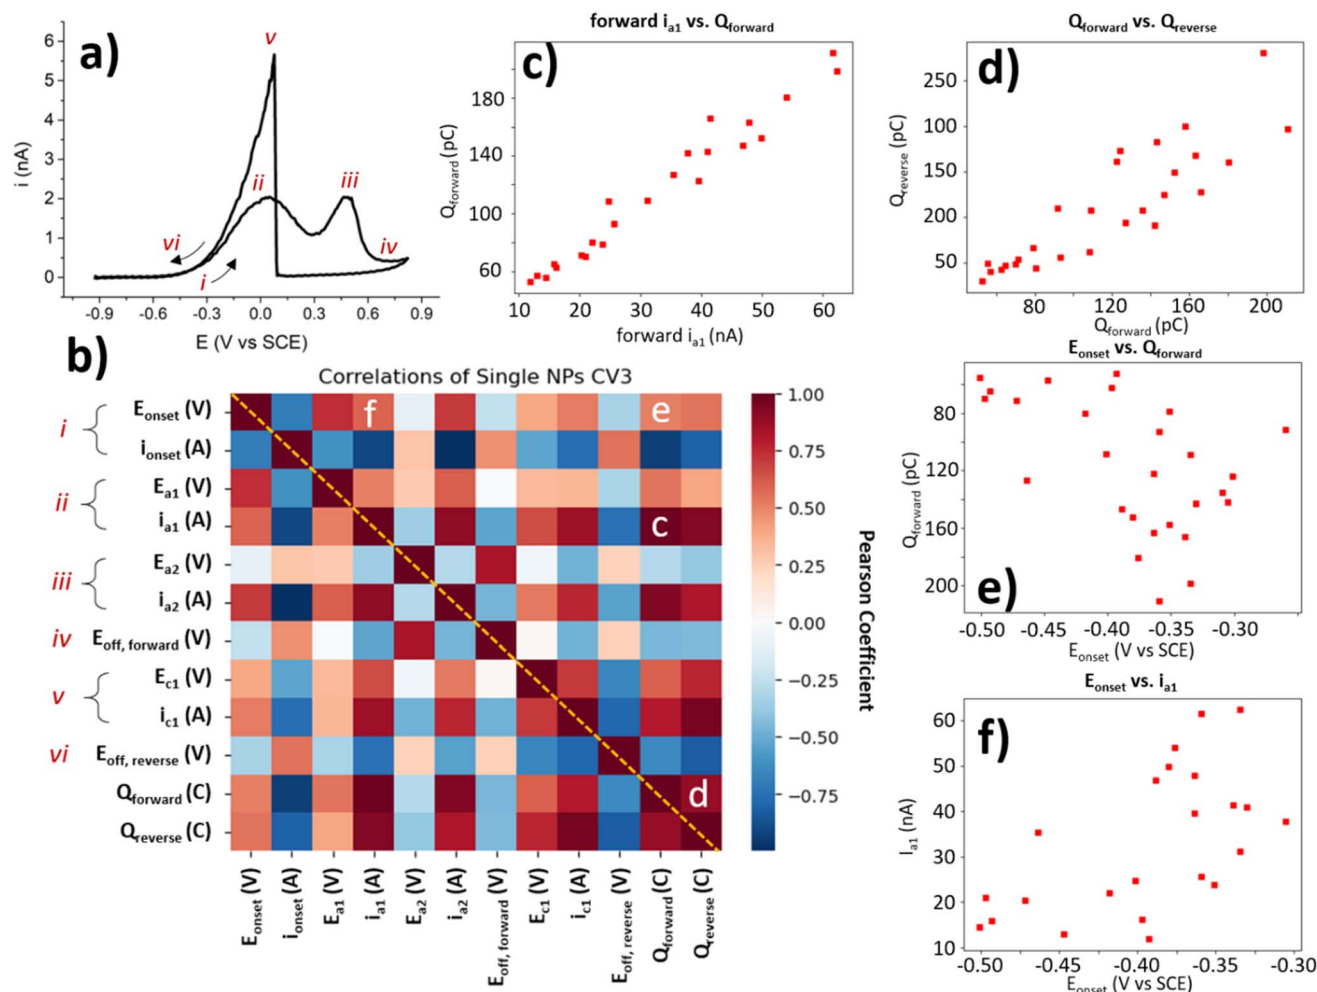 a)
6
5
4
3
2
1
0
i (nA)
v
ii
iii
iv
vi
i
-0.9 -0.6 -0.3 0.0 0.3 0.6 0.9
E (V vs SCE)
forward ia1 vs. Qforward
c)
180
140
100
60
Qforward (pC)
10 20 30 40 50 60
forward ia1 (nA)
Qforward vs. Qreverse
d)
250
100
150
200
50
Qreverse (pC)
80 120 160 200
Qforward (pC)
b)
Correlations of Single NPs CV3
i
ii
iii
iv
v
vi
Eonset (V)
ionset (A)
Ea1 (V)
ia1 (A)
Ea2 (V)
ia2 (A)
Eoff, forward (V)
Ec1 (V)
ic1 (A)
Eoff, reverse (V)
Qforward (C)
Qreverse (C)
f
e
c
d
Eonset (V)
ionset (A)
Ea1 (V)
ia1 (A)
Ea2 (V)
ia2 (A)
Eoff, forward (V)
Ec1 (V)
ic1 (A)
Eoff, reverse (V)
Qforward (C)
Qreverse (C)
1.00
0.75
0.50
0.25
0.00
−0.25
−0.50
−0.75
Pearson Coefficient
Eonset vs. Qforward
80
120
160
200
Qforward (pC)
e)
-0.50 -0.45 -0.40 -0.35 -0.30
Eonset (V vs SCE)
Eonset vs. ia1
f)
60
50
40
30
20
10
Ia1 (nA)
-0.50 -0.45 -0.40 -0.35 -0.30
Eonset (V vs SCE)